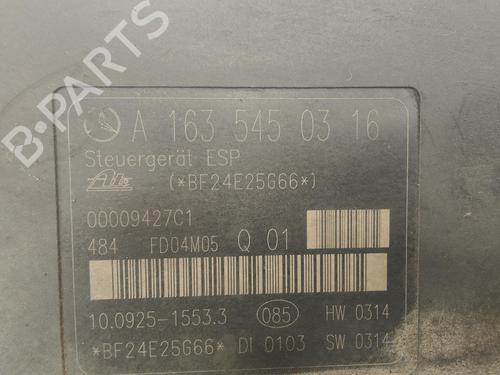 B-PARTS
A 163 545 03 16
Steuergerät ESP
Ate (*BF24E25G66*)
00009427C1
484 FD04M05 Q 01
10.0925-1553.3 085 HW 0314
*BF24E25G66* DI 0103 SW 0314